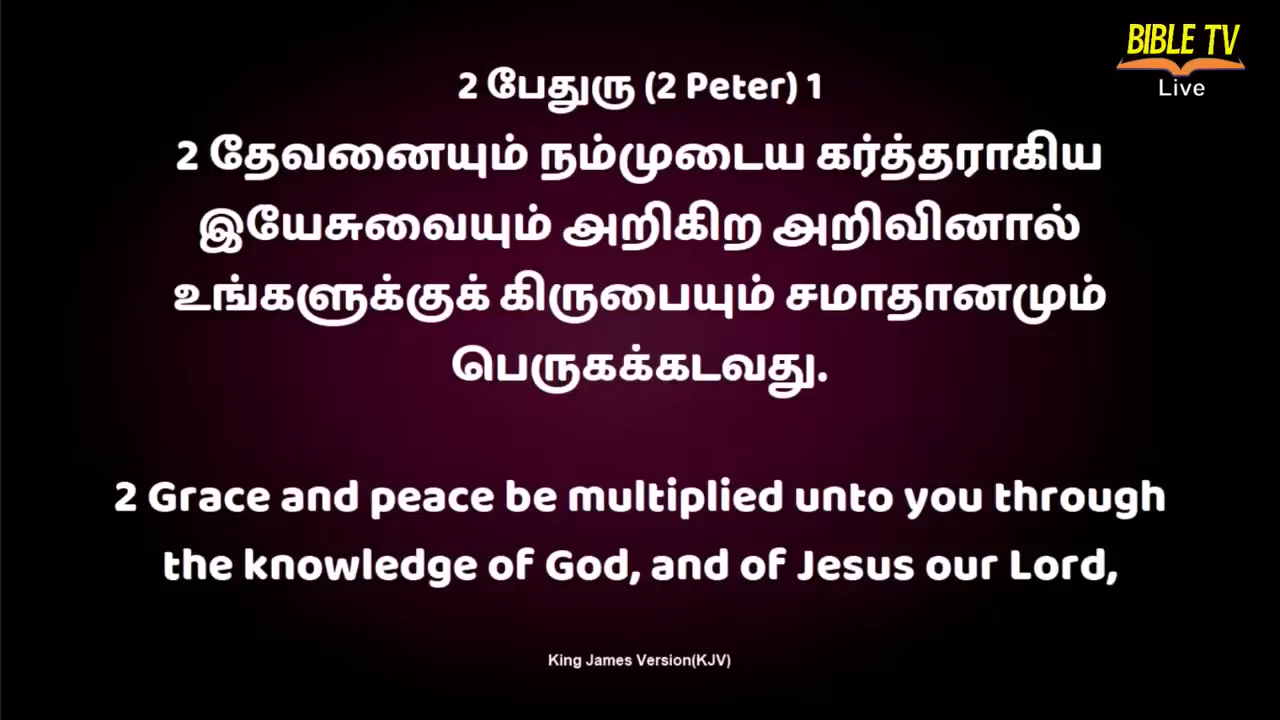 BIBLE TV
Live
2 பேதுரு (2 Peter) 1
2 தேவனையும் நம்முடைய கர்த்தராகிய
இயேசுவையும் அறிகிற அறிவினால்
உங்களுக்குக் கிருபையும் சமாதானமும்
பெருகக்கடவது.
2 Grace and peace be multiplied unto you through
the knowledge of God, and of Jesus our Lord,
King James Version(KJV)